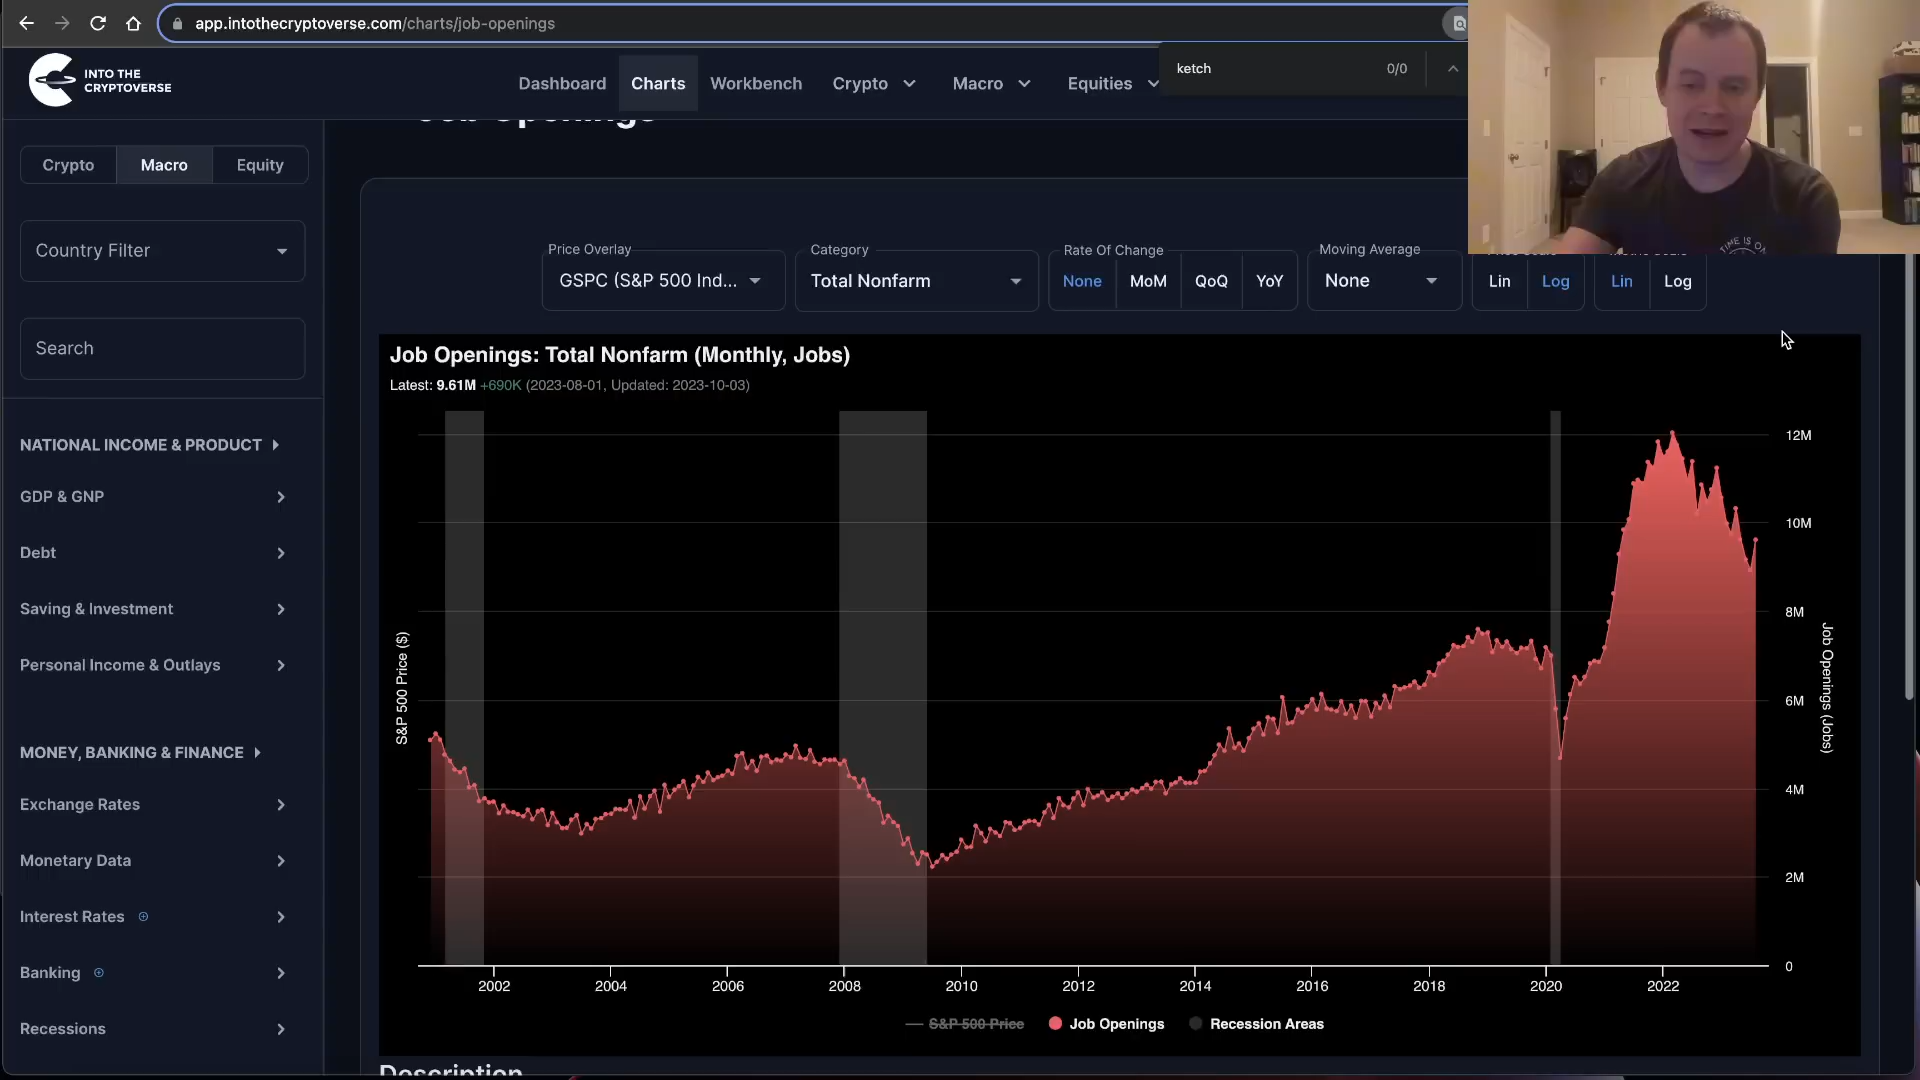 app.intothecryptoverse.com/charts/job-openings
ketch 0/0
INTO THE
CRYPTOVERSE
Dashboard Charts Workbench Crypto Macro Equities
Job Openings
Crypto Macro Equity
Country Filter
Search
NATIONAL INCOME & PRODUCT
GDP & GNP
Debt
Saving & Investment
Personal Income & Outlays
MONEY, BANKING & FINANCE
Exchange Rates
Monetary Data
Interest Rates
Banking
Recessions
Price Overlay
GSPC (S&P 500 Ind...
Category
Total Nonfarm
Rate Of Change
None MoM QoQ YoY
Moving Average
None
Lin Log
Lin Log
TIME IS
Job Openings: Total Nonfarm (Monthly, Jobs)
Latest: 9.61M +690K (2023-08-01, Updated: 2023-10-03)
S&P 500 Price ($)
12M
10M
8M
6M
4M
2M
0
Job Openings (Jobs)
2002 2004 2006 2008 2010 2012 2014 2016 2018 2020 2022
S&P 500 Price Job Openings Recession Areas
Description